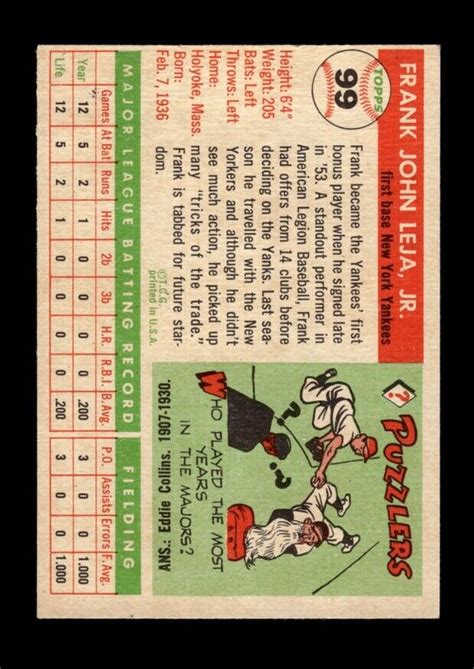 TOPPS
99
FRANK JOHN LEJA, JR.
first base New York Yankees
Height: 6'4"
Weight: 205
Bats: Left
Throws: Left
Home:
Holyoke, Mass.
Born:
Feb. 7, 1936
Frank became the Yankees' first
bonus player when he signed late
in '53. A standout performer in
American Legion Baseball, Frank
had offers from 14 clubs before
deciding on the Yanks. Last sea-
son he travelled with the New
Yorkers and although he didn't
see much action, he picked up
many "tricks of the trade."
Frank is tabbed for future star-
dom.
©T.C.G.
printed in U.S.A.
?
PUZZLERS
?
?
WHO PLAYED THE MOST
YEARS
IN THE MAJORS?
ANS.: Eddie Collins. 1907-1930.
MAJOR LEAGUE BATTING RECORD FIELDING
Games At Bat Runs Hits 2b 3b H.R. R.B.I. B.Avg. P.O. Assists Errors F.Avg.
Year 12 5 2 1 0 0 0 0 .200 3 0 0 1.000
Life 12 5 2 1 0 0 0 0 .200 3 0 0 1.000